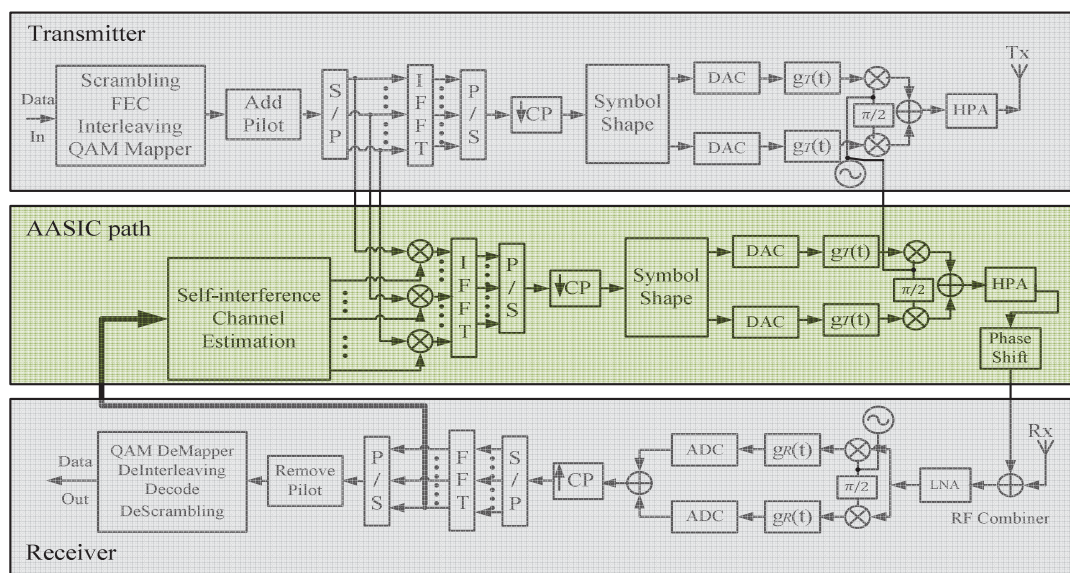 Transmitter
Data
In
Scrambling
FEC
Interleaving
QAM Mapper
Add
Pilot
S
/
P
I
F
F
T
P
/
S
CP
Symbol
Shape
DAC
gT(t)
π/2
DAC
gT(t)
HPA
Tx
AASIC path
Self-interference
Channel
Estimation
I
F
F
T
P
/
S
CP
Symbol
Shape
DAC
gT(t)
π/2
DAC
gT(t)
HPA
Phase
Shift
Data
Out
QAM DeMapper
DeInterleaving
Decode
DeScrambling
Remove
Pilot
P
/
S
F
F
T
S
/
P
CP
ADC
gR(t)
π/2
ADC
gR(t)
LNA
Rx
RF Combiner
Receiver